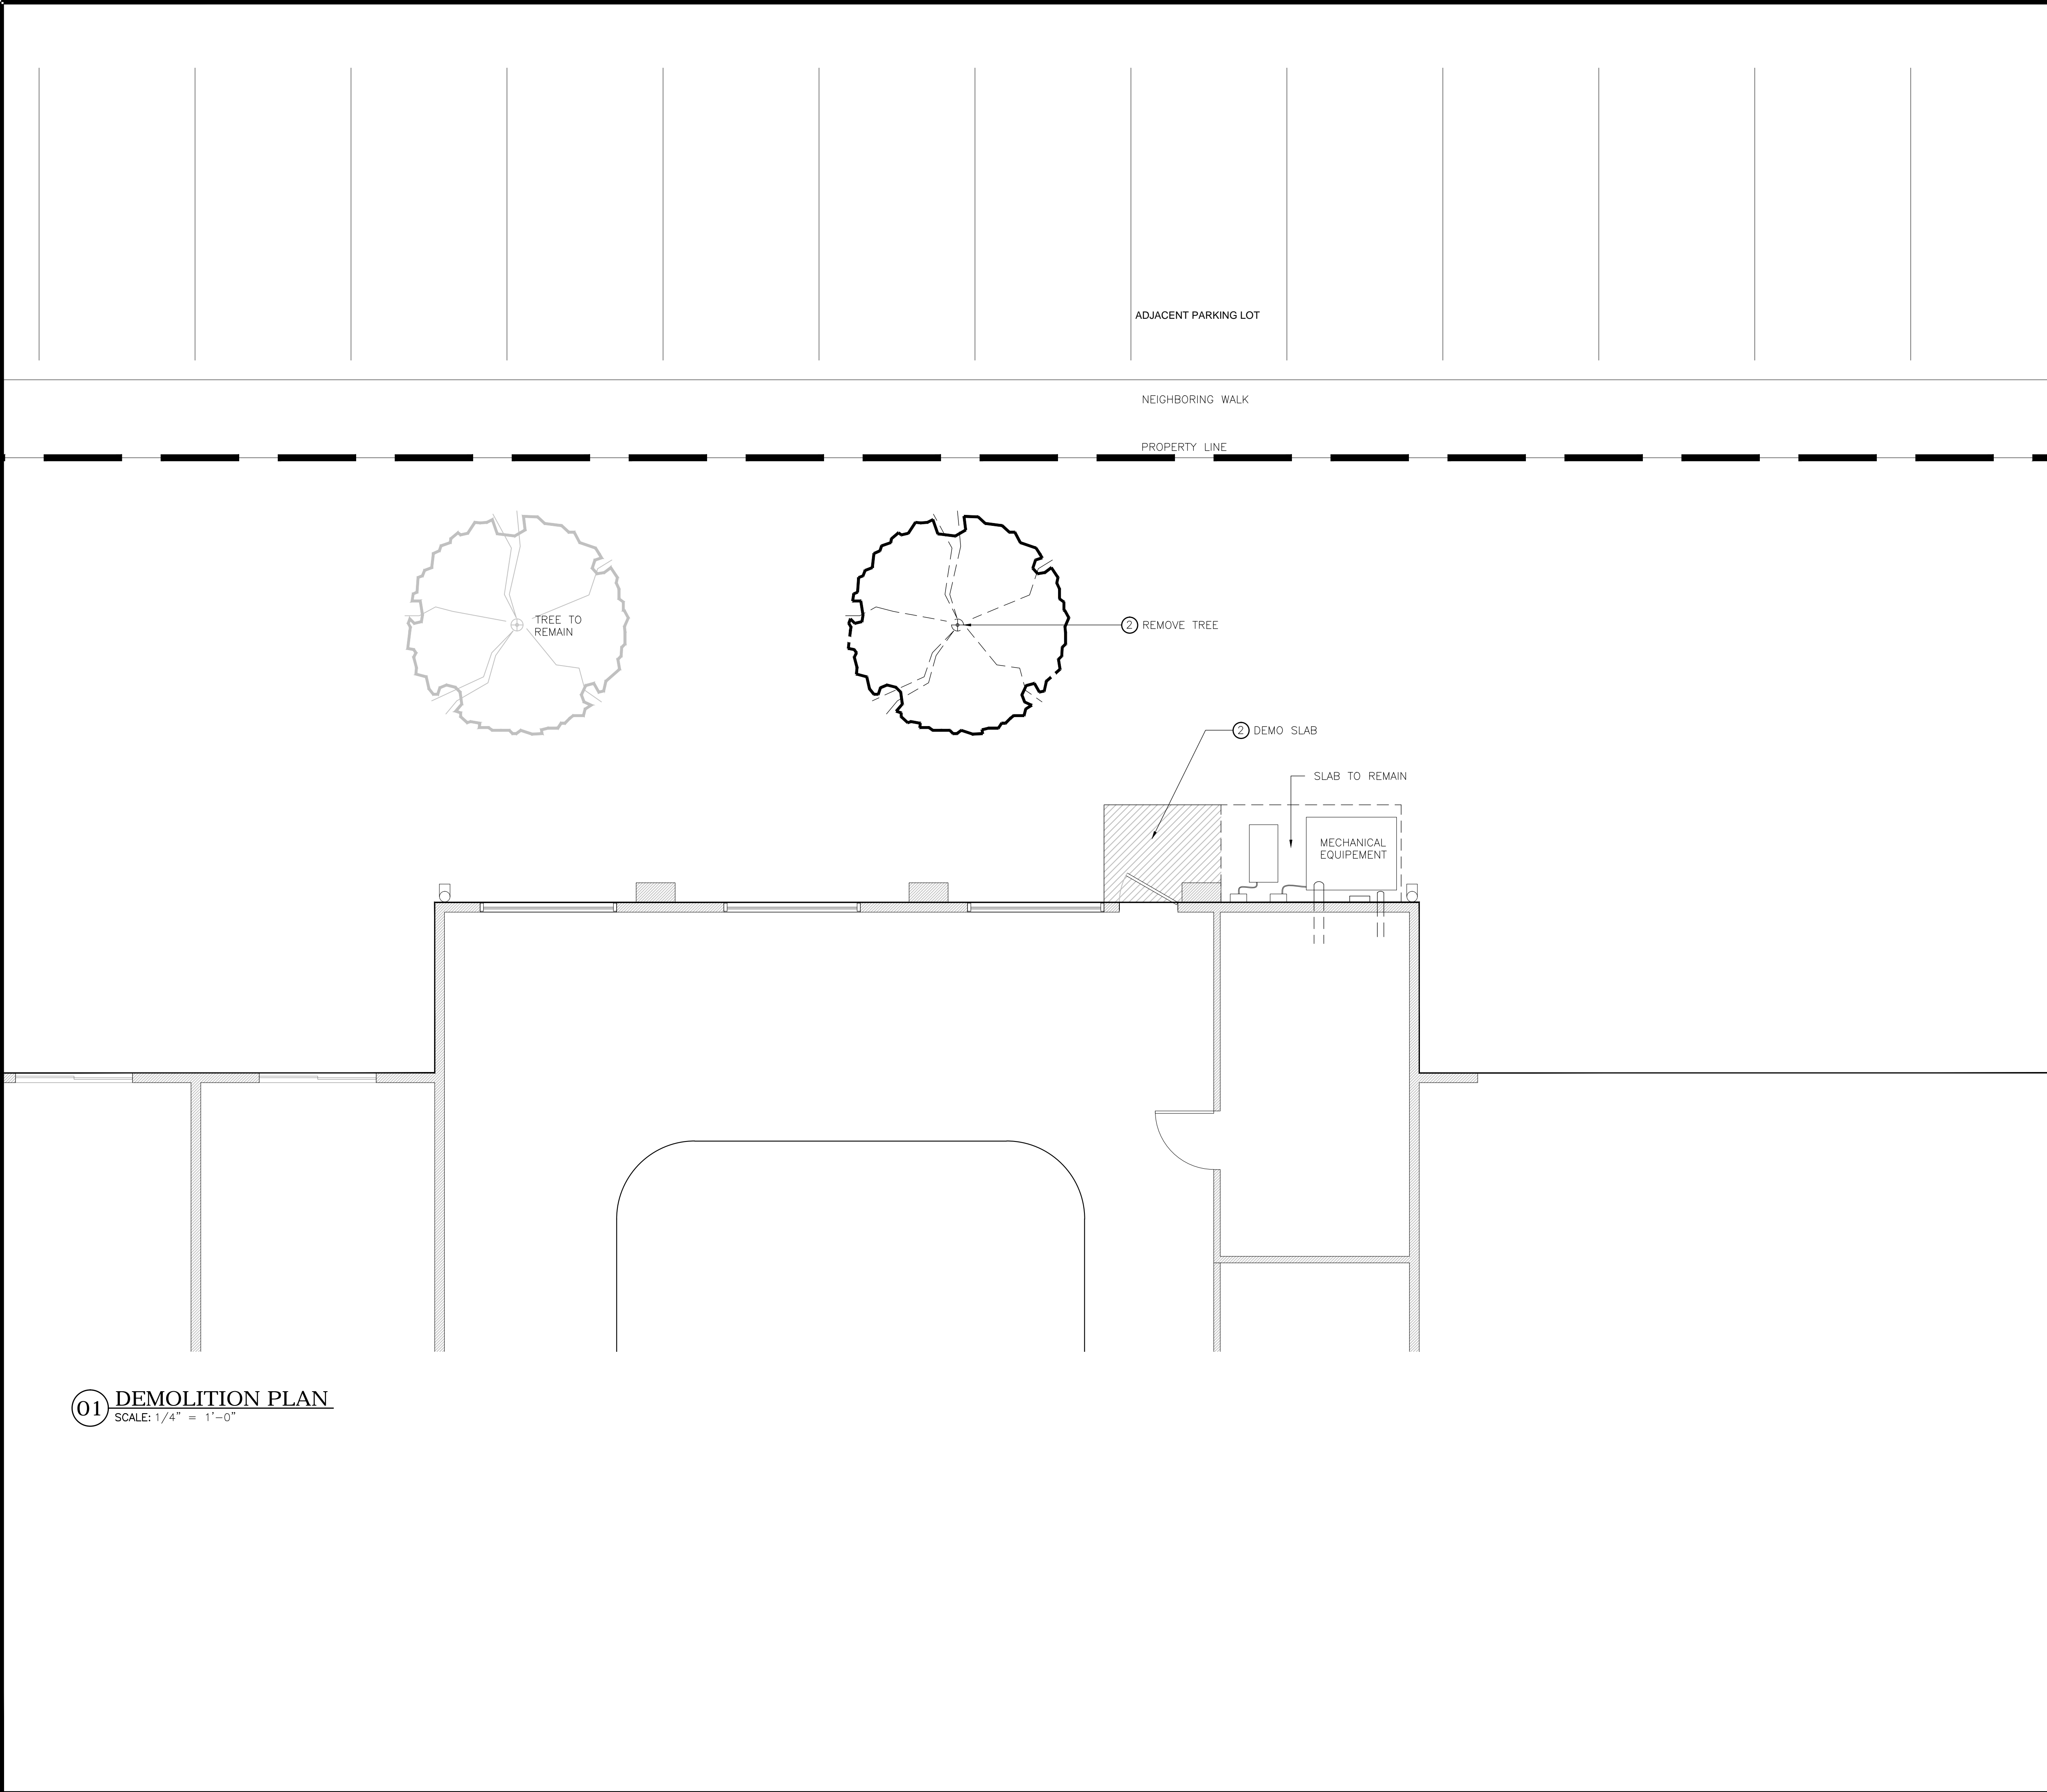 ADJACENT PARKING LOT
NEIGHBORING WALK
PROPERTY LINE
TREE TO
REMAIN
2 REMOVE TREE
2 DEMO SLAB
SLAB TO REMAIN
MECHANICAL
EQUIPEMENT
01 DEMOLITION PLAN
SCALE: 1/4" = 1'-0"